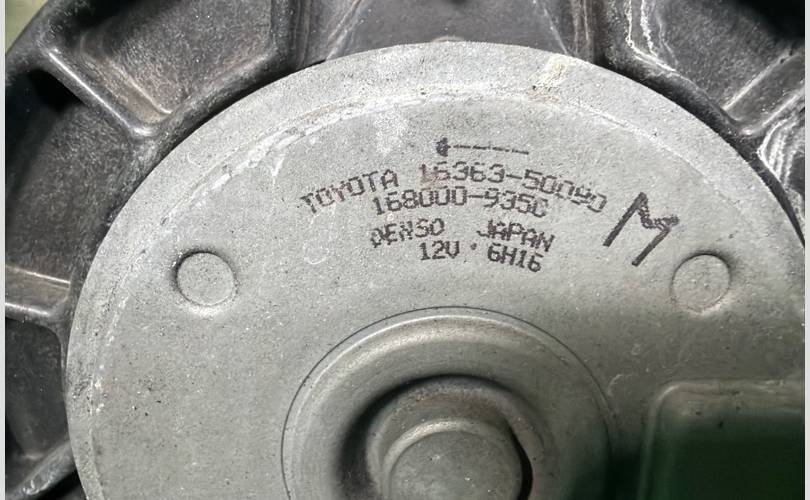 TOYOTA 16363-50090
168000-9350
DENSO JAPAN
12V 6H16
M